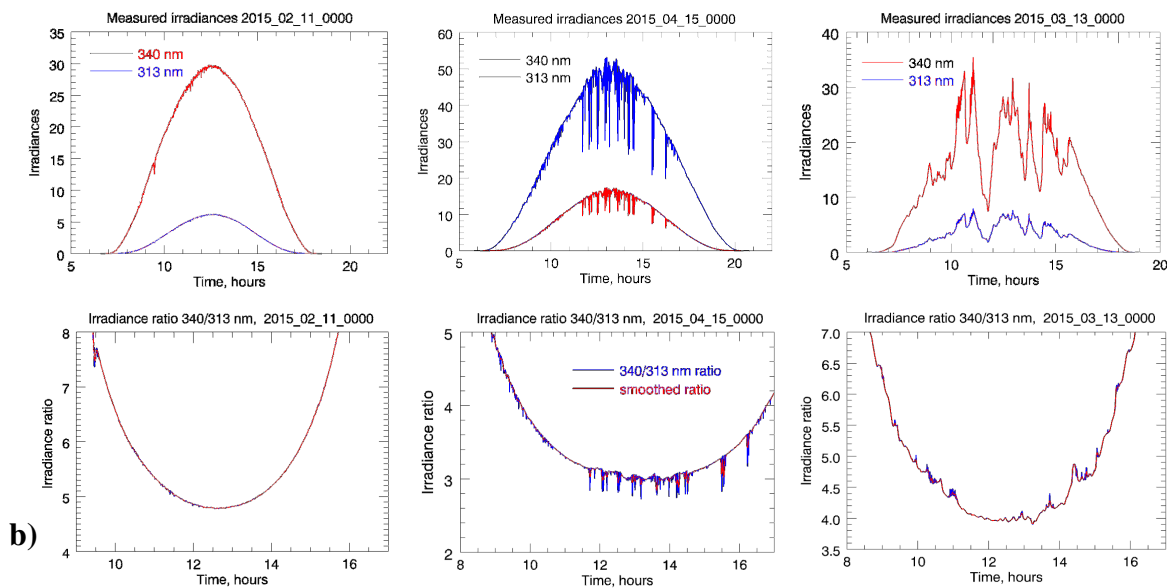 Measured irradiances 2015_02_11_0000
35
30
25
20
15
10
5
0
Irradiances
340 nm
313 nm
5
10
15
20
Time, hours
Measured irradiances 2015_04_15_0000
60
50
40
30
20
10
0
Irradiances
340 nm
313 nm
5
10
15
20
Time, hours
Measured irradiances 2015_03_13_0000
40
30
20
10
0
Irradiances
340 nm
313 nm
5
10
15
20
Time, hours
b)
Irradiance ratio 340/313 nm, 2015_02_11_0000
8
7
6
5
4
Irradiance ratio
10
12
14
16
Time, hours
Irradiance ratio 340/313 nm, 2015_04_15_0000
5
4
3
2
Irradiance ratio
340/313 nm ratio
smoothed ratio
8
10
12
14
16
Time, hours
Irradiance ratio 340/313 nm, 2015_03_13_0000
7.0
6.5
6.0
5.5
5.0
4.5
4.0
3.5
Irradiance ratio
8
10
12
14
16
Time, hours